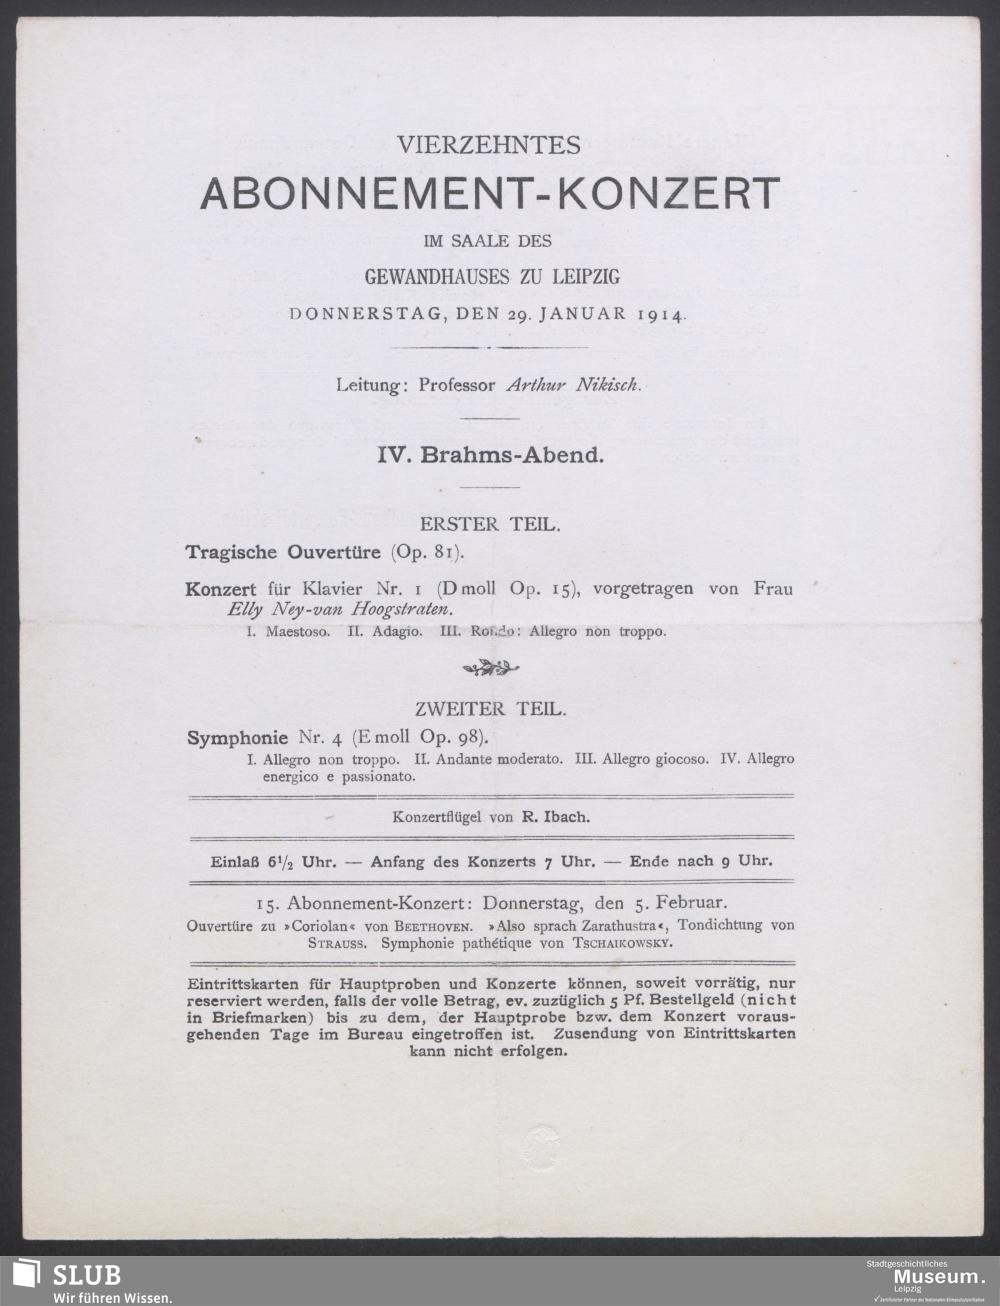 VIERZEHNTES
ABONNEMENT-KONZERT
IM SAALE DES
GEWANDHAUSES ZU LEIPZIG
DONNERSTAG, DEN 29. JANUAR 1914.
Leitung: Professor Arthur Nikisch.
IV. Brahms-Abend.
ERSTER TEIL.
Tragische Ouvertüre (Op. 81).
Konzert für Klavier Nr. 1 (D moll Op. 15), vorgetragen von Frau
Elly Ney-van Hoogstraten.
I. Maestoso. II. Adagio. III. Rondo: Allegro non troppo.
ZWEITER TEIL.
Symphonie Nr. 4 (E moll Op. 98).
I. Allegro non troppo. II. Andante moderato. III. Allegro giocoso. IV. Allegro
energico e passionato.
Konzertflügel von R. Ibach.
Einlaß 6 1/2 Uhr. — Anfang des Konzerts 7 Uhr. — Ende nach 9 Uhr.
15. Abonnement-Konzert: Donnerstag, den 5. Februar.
Ouvertüre zu »Coriolan« von BEETHOVEN. »Also sprach Zarathustra«, Tondichtung von
STRAUSS. Symphonie pathétique von TSCHAIKOWSKY.
Eintrittskarten für Hauptproben und Konzerte können, soweit vorrätig, nur
reserviert werden, falls der volle Betrag, ev. zuzüglich 5 Pf. Bestellgeld (nicht
in Briefmarken) bis zu dem, der Hauptprobe bzw. dem Konzert voraus-
gehenden Tage im Bureau eingetroffen ist. Zusendung von Eintrittskarten
kann nicht erfolgen.
SLUB
Wir führen Wissen.
Stadtgeschichtliches
Museum.
Leipzig
Zertifizierter Partner der Nationalen Klimaschutzinitiative